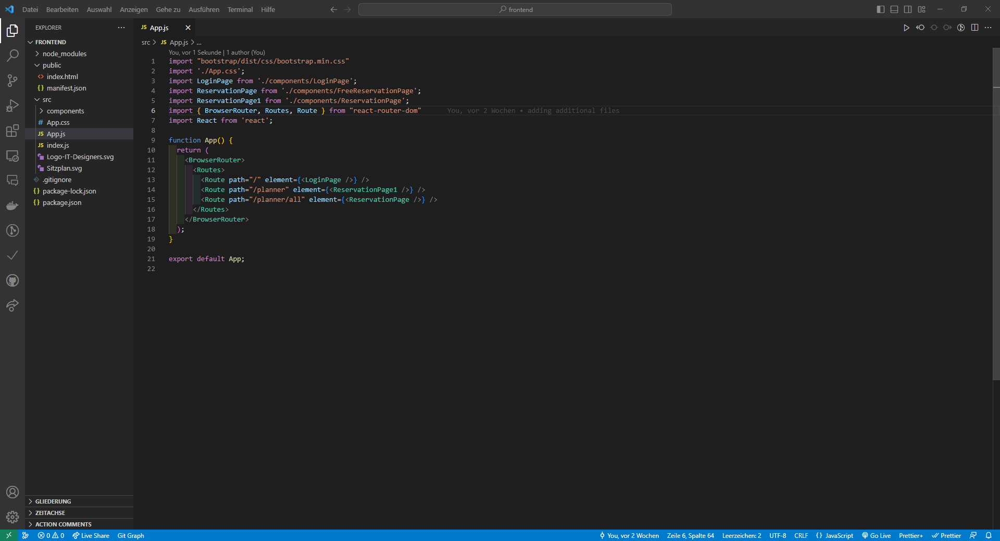 Datei Bearbeiten Auswahl Anzeigen Gehe zu Ausführen Terminal Hilfe
frontend
EXPLORER
FRONTEND
node_modules
public
index.html
manifest.json
src
components
App.css
App.js
index.js
Logo-IT-Designers.svg
Sitzplan.svg
.gitignore
package-lock.json
package.json
GLIEDERUNG
ZEITACHSE
ACTION COMMENTS
JS App.js
src > JS App.js > ...
You, vor 1 Sekunde | 1 author (You)
1 import "bootstrap/dist/css/bootstrap.min.css"
2 import './App.css';
3 import LoginPage from './components/LoginPage';
4 import ReservationPage from './components/FreeReservationPage';
5 import ReservationPage1 from './components/ReservationPage';
6 import { BrowserRouter, Routes, Route } from "react-router-dom" You, vor 2 Wochen • adding additional files
7 import React from 'react';
8
9 function App() {
10 return (
11 <BrowserRouter>
12 <Routes>
13 <Route path="/" element={<LoginPage />} />
14 <Route path="/planner" element={<ReservationPage1 />} />
15 <Route path="/planner/all" element={<ReservationPage />} />
16 </Routes>
17 </BrowserRouter>
18 );
19 }
20
21 export default App;
22
0 0 Live Share Git Graph You, vor 2 Wochen Zeile 6, Spalte 64 Leerzeichen: 2 UTF-8 CRLF {} JavaScript Go Live Prettier+ Prettier